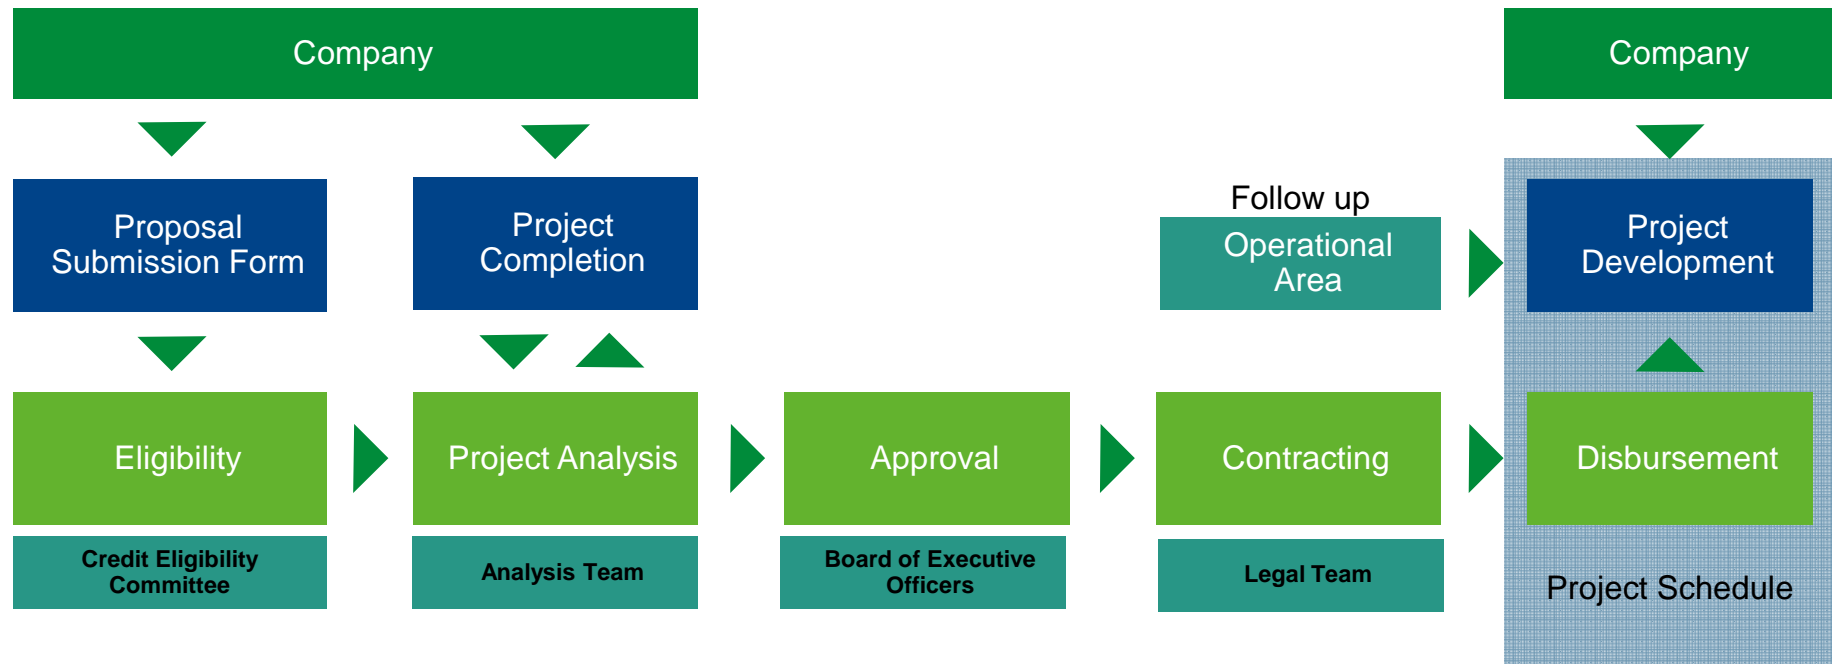 Company
Company
Proposal
Submission Form
Project
Completion
Follow up
Operational
Area
Project
Development
Eligibility
Project Analysis
Approval
Contracting
Disbursement
Credit Eligibility
Committee
Analysis Team
Board of Executive
Officers
Legal Team
Project Schedule